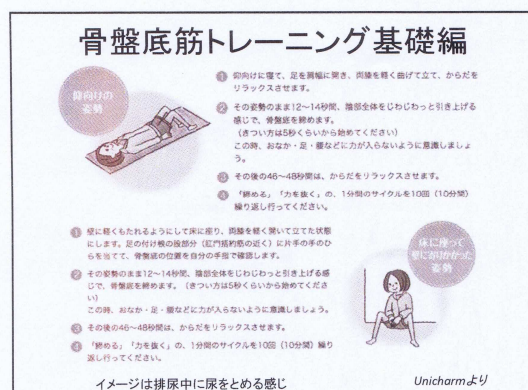 骨盤底筋トレーニング基礎編
仰向けの
姿勢
1 仰向けに寝て、足を肩幅に開き、両膝を軽く曲げて立て、からだを
リラックスさせます。
2 その姿勢のまま12〜14秒間、陰部全体をじわじわっと引き上げる
感じで、骨盤底を締めます。
(きつい方は5秒くらいから始めてください)
この時、おなか・足・腰などに力が入らないように意識しましょ
う。
3 その後の46〜48秒間は、からだをリラックスさせます。
4 「締める」「力を抜く」の、1分間のサイクルを10回(10分間)
繰り返し行ってください。
1 壁に軽くもたれるようにして床に座り、両膝を軽く開いて立てた状態
にします。足の付け根の股部分(肛門括約筋の近く)に片手の手のひ
らを当てて、骨盤底の位置を自分の手指で確認します。
2 その姿勢のまま12〜14秒間、陰部全体をじわじわっと引き上げる感
じで、骨盤底を締めます。(きつい方は5秒くらいから始めてくださ
い)
この時、おなか・足・腰などに力が入らないように意識しましょう。
3 その後の46〜48秒間は、からだをリラックスさせます。
4 「締める」「力を抜く」の、1分間のサイクルを10回(10分間)繰り
返し行ってください。
床に座って
壁に寄りかかった
姿勢
イメージは排尿中に尿をとめる感じ
Unicharmより